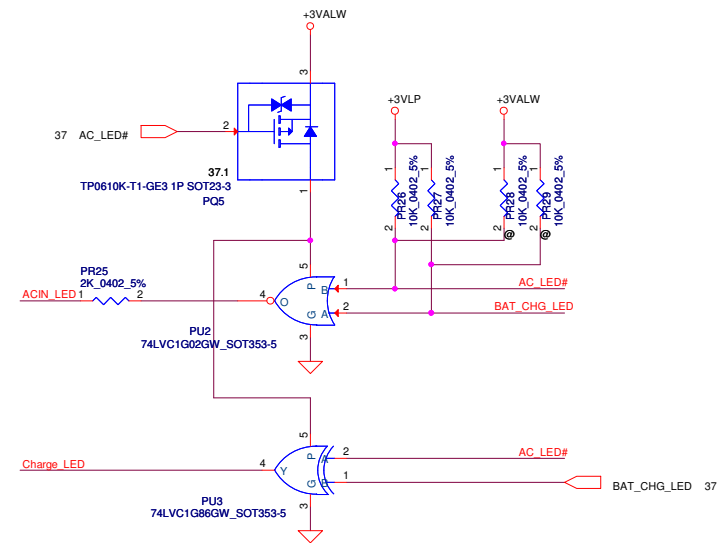 +3VALW
3
37 AC_LED# 2
37.1
TP0610K-T1-GE3 1P SOT23-3
PQ5
1
+3VLP
+3VALW
1
PR26
10K_0402_5%
2
1
PR27
10K_0402_5%
2
1
PR28
10K_0402_5%
2
@
1
PR29
10K_0402_5%
2
@
PR25
2K_0402_5%
ACIN_LED 1 2
4 O
5
P
B 1 AC_LED#
A 2 BAT_CHG_LED
G
3
PU2
74LVC1G02GW_SOT353-5
5
P
A 2 AC_LED#
Charge_LED 4 Y
G
B 1 BAT_CHG_LED 37
3
PU3
74LVC1G86GW_SOT353-5